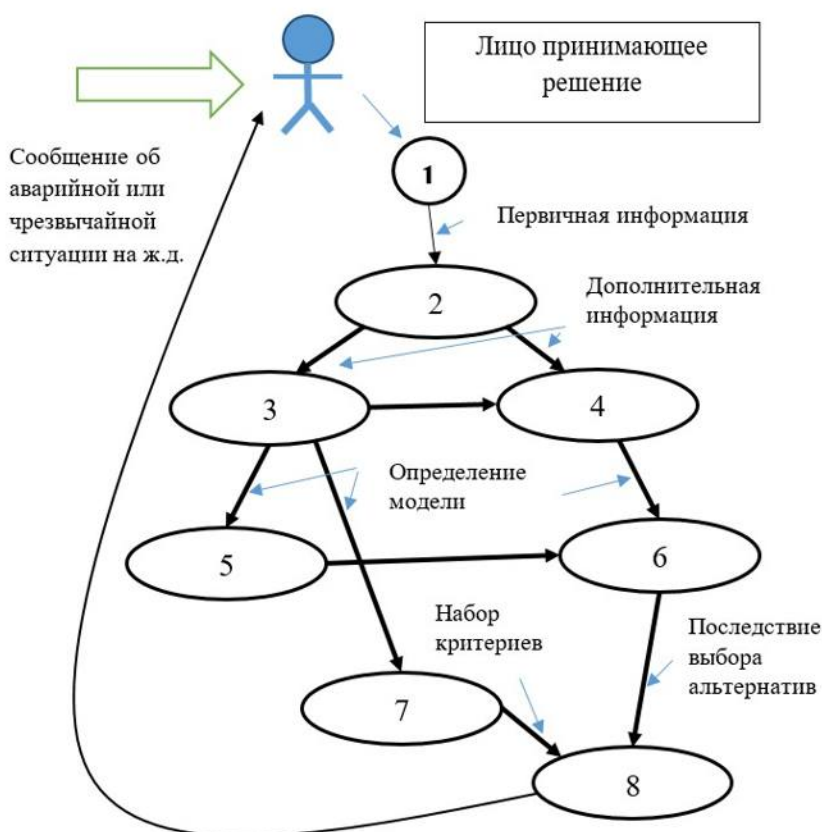 Лицо принимающее
решение
Сообщение об
аварийной или
чрезвычайной
ситуации на ж.д.
1
Первичная информация
2
Дополнительная
информация
3
4
Определение
модели
5
6
Набор
критериев
Последствие
выбора
альтернатив
7
8